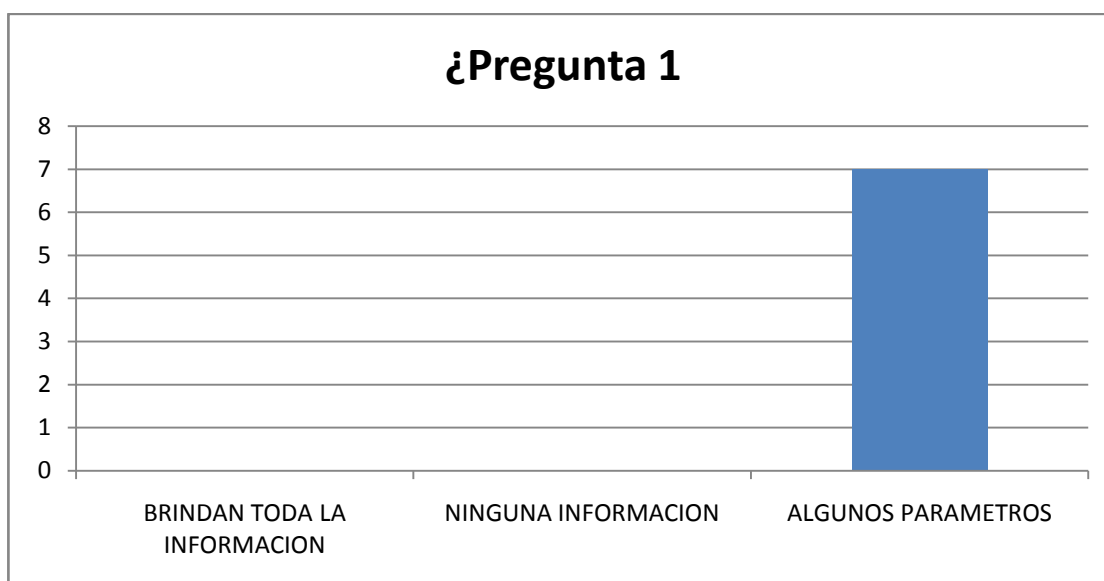 ¿Pregunta 1
8
7
6
5
4
3
2
1
0
BRINDAN TODA LA
INFORMACION
NINGUNA INFORMACION
ALGUNOS PARAMETROS